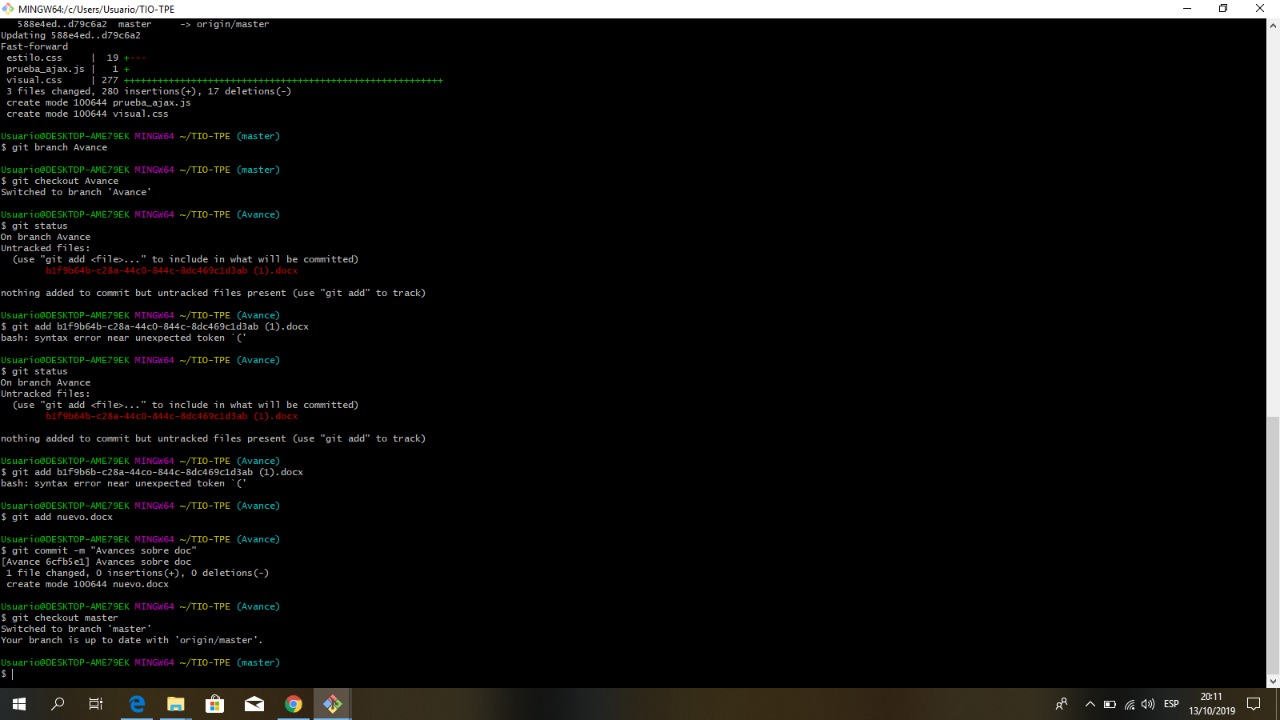 MINGW64:/c/Users/Usuario/TIO-TPE
588e4ed..d79c6a2  master     -> origin/master
Updating 588e4ed..d79c6a2
Fast-forward
 estilo.css     |  19 +---
 prueba_ajax.js |   1 +
 visual.css     | 277 +++++++++++++++++++++++++++++++++++++++++++++++++++++++++
 3 files changed, 280 insertions(+), 17 deletions(-)
 create mode 100644 prueba_ajax.js
 create mode 100644 visual.css
Usuario@DESKTOP-AME79EK MINGW64 ~/TIO-TPE (master)
$ git branch Avance
Usuario@DESKTOP-AME79EK MINGW64 ~/TIO-TPE (master)
$ git checkout Avance
Switched to branch 'Avance'
Usuario@DESKTOP-AME79EK MINGW64 ~/TIO-TPE (Avance)
$ git status
On branch Avance
Untracked files:
  (use "git add <file>..." to include in what will be committed)
        b1f9b64b-c28a-44c0-844c-8dc469c1d3ab (1).docx
nothing added to commit but untracked files present (use "git add" to track)
Usuario@DESKTOP-AME79EK MINGW64 ~/TIO-TPE (Avance)
$ git add b1f9b64b-c28a-44c0-844c-8dc469c1d3ab (1).docx
bash: syntax error near unexpected token `('
Usuario@DESKTOP-AME79EK MINGW64 ~/TIO-TPE (Avance)
$ git status
On branch Avance
Untracked files:
  (use "git add <file>..." to include in what will be committed)
        b1f9b64b-c28a-44c0-844c-8dc469c1d3ab (1).docx
nothing added to commit but untracked files present (use "git add" to track)
Usuario@DESKTOP-AME79EK MINGW64 ~/TIO-TPE (Avance)
$ git add b1f9b6b-c28a-44co-844c-8dc469c1d3ab (1).docx
bash: syntax error near unexpected token `('
Usuario@DESKTOP-AME79EK MINGW64 ~/TIO-TPE (Avance)
$ git add nuevo.docx
Usuario@DESKTOP-AME79EK MINGW64 ~/TIO-TPE (Avance)
$ git commit -m "Avances sobre doc"
[Avance 6cfb5e1] Avances sobre doc
 1 file changed, 0 insertions(+), 0 deletions(-)
 create mode 100644 nuevo.docx
Usuario@DESKTOP-AME79EK MINGW64 ~/TIO-TPE (Avance)
$ git checkout master
Switched to branch 'master'
Your branch is up to date with 'origin/master'.
Usuario@DESKTOP-AME79EK MINGW64 ~/TIO-TPE (master)
$
ESP
20:11
13/10/2019